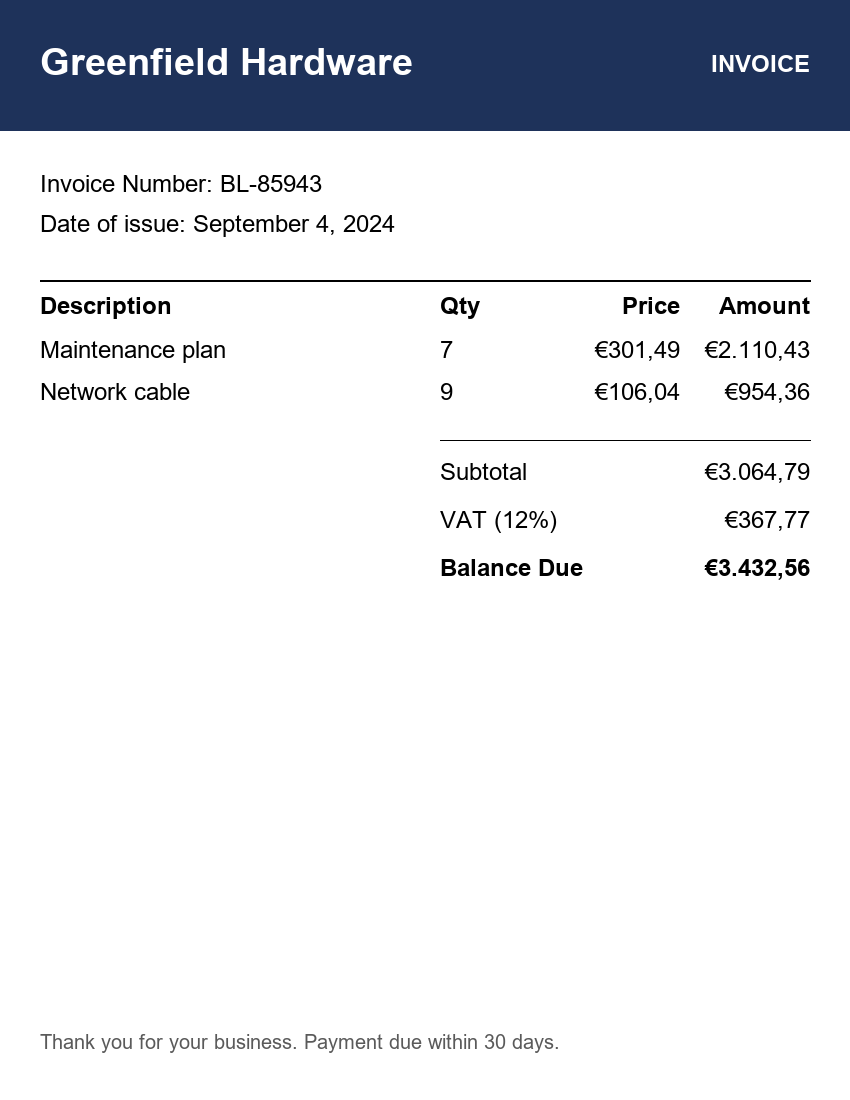 Greenfield Hardware INVOICE
Invoice Number: BL-85943
Date of issue: September 4, 2024
Description Qty Price Amount
Maintenance plan 7 €301,49 €2.110,43
Network cable 9 €106,04 €954,36
Subtotal €3.064,79
VAT (12%) €367,77
Balance Due €3.432,56
Thank you for your business. Payment due within 30 days.